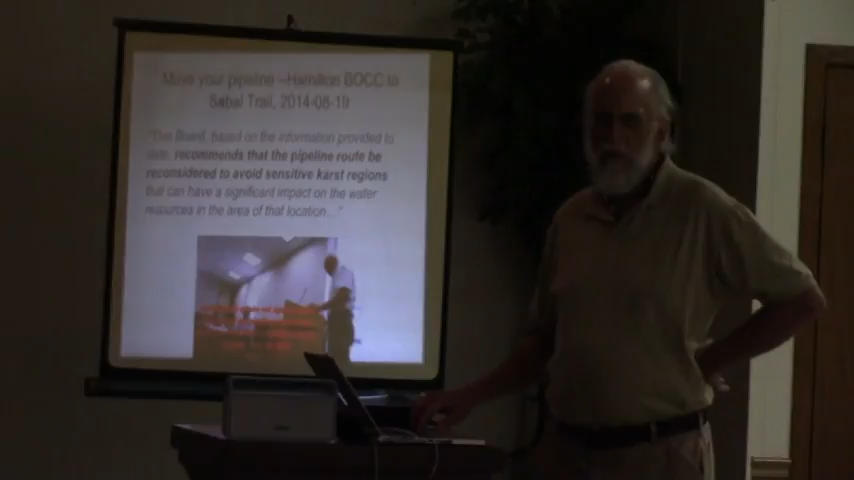 Move your pipeline –Hamilton BOCC to
Sabal Trail, 2014-08-19
"The Board, based on the information provided to
date, recommends that the pipeline route be
reconsidered to avoid sensitive karst regions
that can have a significant impact on the water
resources in the area of that location…"